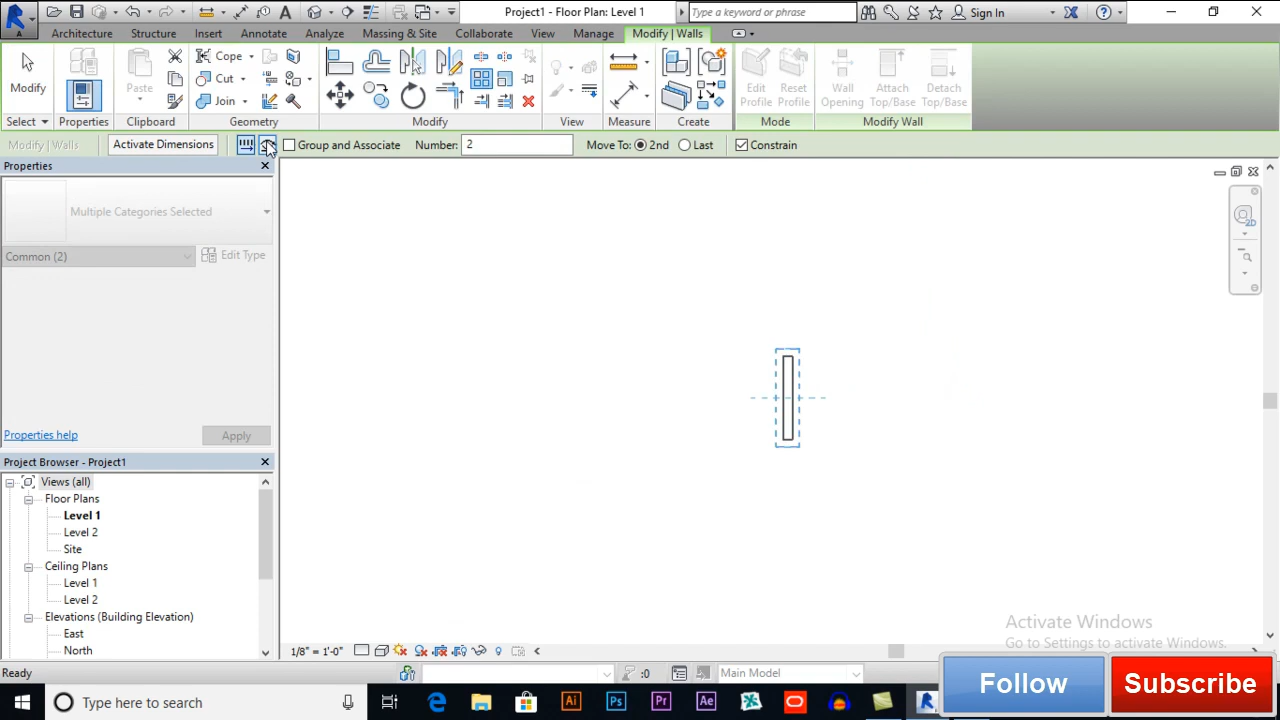 Project1 - Floor Plan: Level 1
Type a keyword or phrase
Sign In
Architecture
Structure
Insert
Annotate
Analyze
Massing & Site
Collaborate
View
Manage
Modify | Walls
Modify
Paste
Cope
Cut
Join
Edit
Profile
Reset
Profile
Wall
Opening
Attach
Top/Base
Detach
Top/Base
Select
Properties
Clipboard
Geometry
Modify
View
Measure
Create
Mode
Modify Wall
Modify | Walls
Activate Dimensions
Group and Associate
Number: 2
Move To: 2nd Last
Constrain
Properties
Multiple Categories Selected
Common (2)
Edit Type
Properties help
Apply
Project Browser - Project1
Views (all)
Floor Plans
Level 1
Level 2
Site
Ceiling Plans
Level 1
Level 2
Elevations (Building Elevation)
East
North
2D
1/8" = 1'-0"
Activate Windows
Go to Settings to activate Windows.
Ready
:0
Main Model
Type here to search
Follow
Subscribe